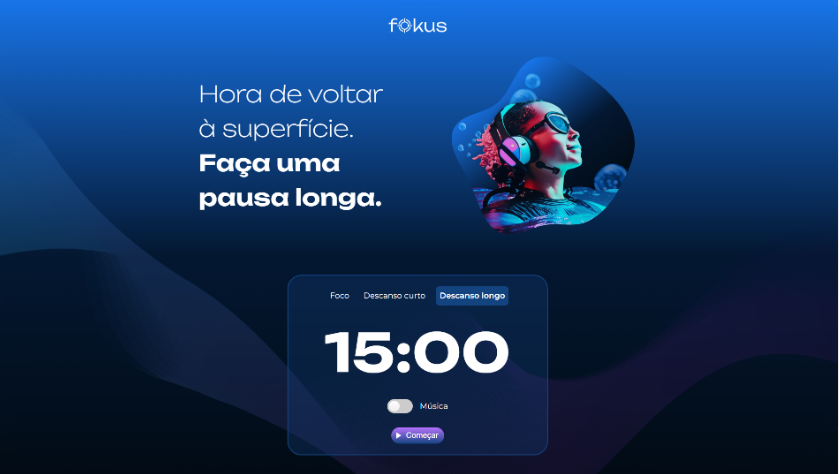 fokus
Hora de voltar
à superfície.
Faça uma
pausa longa.
Foco Descanso curto Descanso longo
15:00
Música
Começar